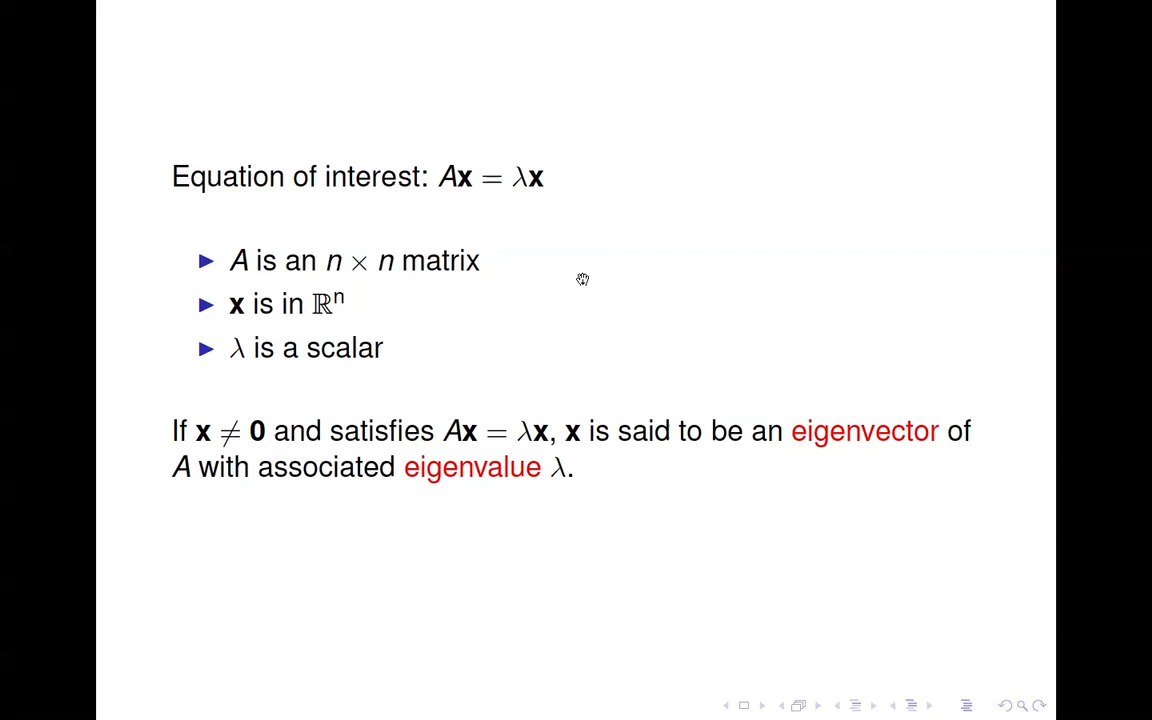 Equation of interest: Ax = λx
▶ A is an n × n matrix
▶ x is in ℝⁿ
▶ λ is a scalar
If x ≠ 0 and satisfies Ax = λx, x is said to be an eigenvector of
A with associated eigenvalue λ.